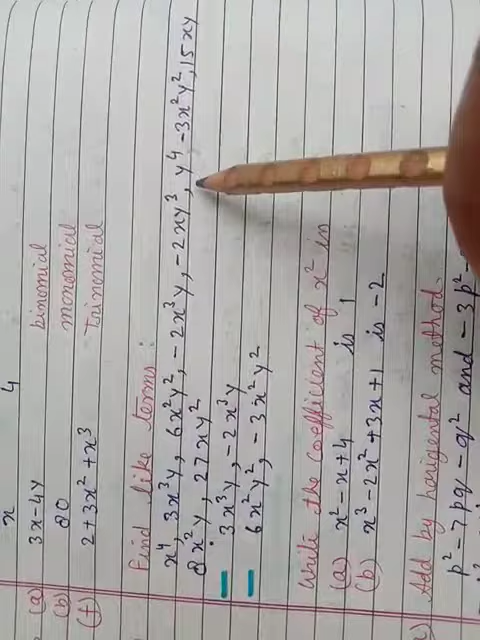 x 4
(a) 3x-4y binomial
(b) 20 monomial
(f) 2+3x²+x³ Trinomial
Find like terms:
x⁴, 3x³y, 6x²y², -2x³y, -2xy³, y⁴ -3x²y², 15xy
8x²y, 27xy²
3x³y, -2x³y
6x²y², -3x²y²
Write the coefficient of x² in
(a) x²-x+4 is 1
(b) x³-2x²+3x+1 is -2
Add by horigental method.
p²-7pq-q² and -3p²-